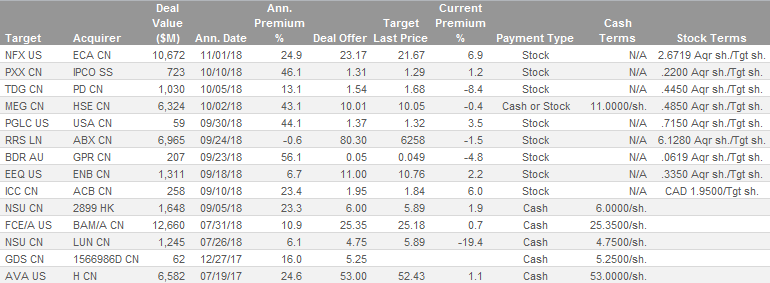 Deal Ann. Target Current
Value Premium Premium Cash
Target Acquirer ($M) Ann. Date % Deal Offer Last Price % Payment Type Terms Stock Terms
NFX US ECA CN 10,672 11/01/18 24.9 23.17 21.67 6.9 Stock N/A 2.6719 Aqr sh./Tgt sh.
PXX CN IPCO SS 723 10/10/18 46.1 1.31 1.29 1.2 Stock N/A .2200 Aqr sh./Tgt sh.
TDG CN PD CN 1,030 10/05/18 13.1 1.54 1.68 -8.4 Stock N/A .4450 Aqr sh./Tgt sh.
MEG CN HSE CN 6,324 10/02/18 43.1 10.01 10.05 -0.4 Cash or Stock 11.0000/sh. .4850 Aqr sh./Tgt sh.
PGLC US USA CN 59 09/30/18 44.1 1.37 1.32 3.5 Stock N/A .7150 Aqr sh./Tgt sh.
RRS LN ABX CN 6,965 09/24/18 -0.6 80.30 6258 -1.5 Stock N/A 6.1280 Aqr sh./Tgt sh.
BDR AU GPR CN 207 09/23/18 56.1 0.05 0.049 -4.8 Stock N/A .0619 Aqr sh./Tgt sh.
EEQ US ENB CN 1,311 09/18/18 6.7 11.00 10.76 2.2 Stock N/A .3350 Aqr sh./Tgt sh.
ICC CN ACB CN 258 09/10/18 23.4 1.95 1.84 6.0 Stock N/A CAD 1.9500/Tgt sh.
NSU CN 2899 HK 1,648 09/05/18 23.3 6.00 5.89 1.9 Cash 6.0000/sh.
FCE/A US BAM/A CN 12,660 07/31/18 10.9 25.35 25.18 0.7 Cash 25.3500/sh.
NSU CN LUN CN 1,245 07/26/18 6.1 4.75 5.89 -19.4 Cash 4.7500/sh.
GDS CN 1566986D CN 62 12/27/17 16.0 5.25 Cash 5.2500/sh.
AVA US H CN 6,582 07/19/17 24.6 53.00 52.43 1.1 Cash 53.0000/sh.